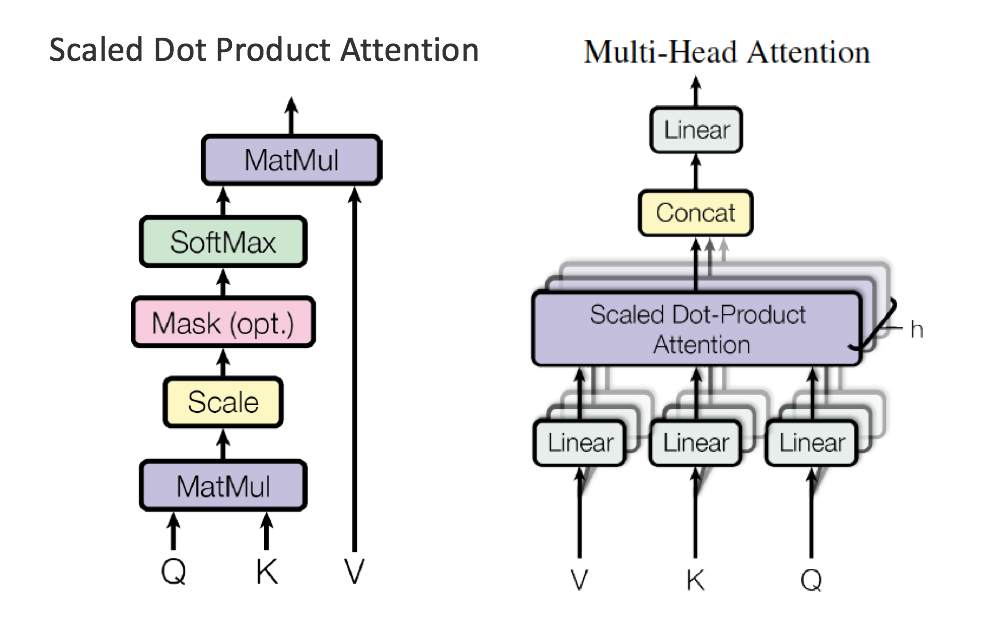 Scaled Dot Product Attention
MatMul
SoftMax
Mask (opt.)
Scale
MatMul
Q K V
Multi-Head Attention
Linear
Concat
Scaled Dot-Product
Attention
h
Linear Linear Linear
V K Q